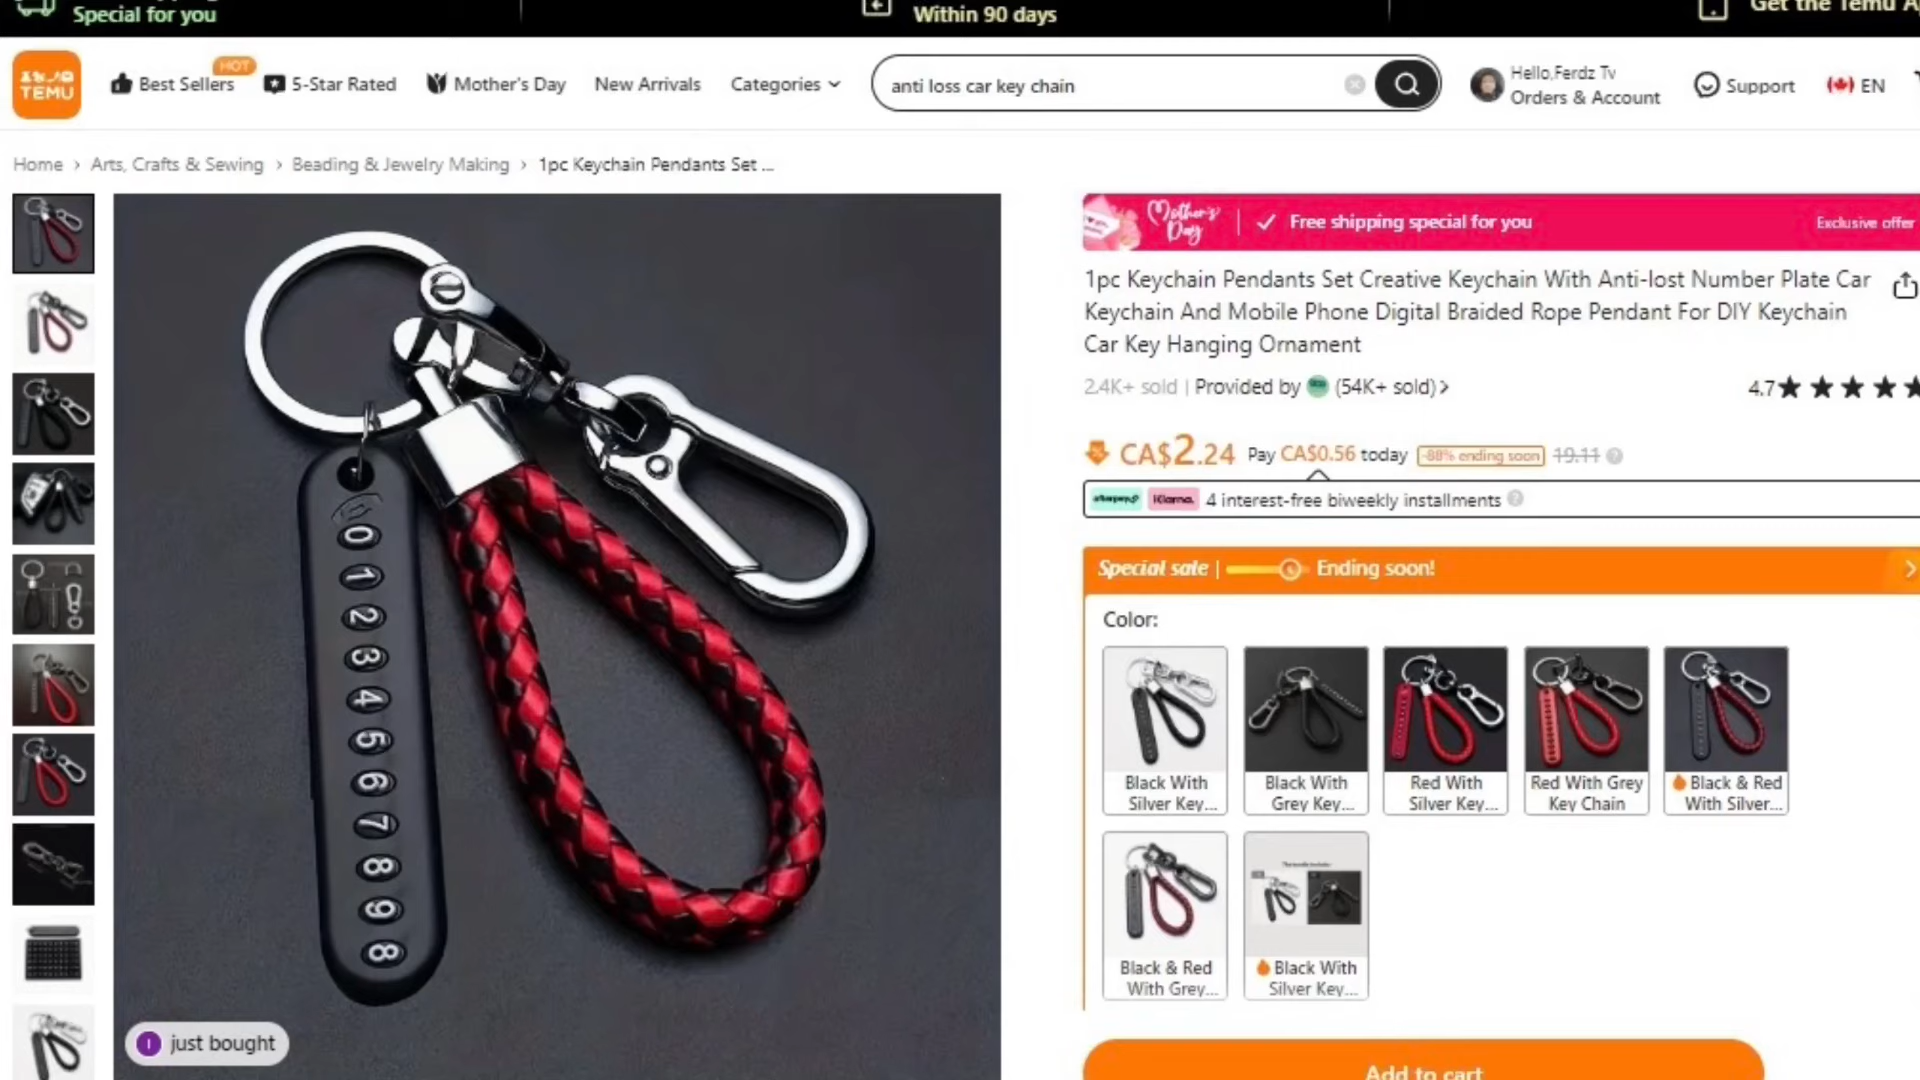 Special for you
Within 90 days
Get the Temu A
TEMU
Best Sellers
HOT
5-Star Rated
Mother's Day
New Arrivals
Categories
anti loss car key chain
Hello,Ferdz Tv
Orders & Account
Support
EN
Home › Arts, Crafts & Sewing › Beading & Jewelry Making › 1pc Keychain Pendants Set ...
Mother's
Day
Free shipping special for you
Exclusive offer
1pc Keychain Pendants Set Creative Keychain With Anti-lost Number Plate Car
Keychain And Mobile Phone Digital Braided Rope Pendant For DIY Keychain
Car Key Hanging Ornament
2.4K+ sold | Provided by (54K+ sold) >
4.7
CA$2.24 Pay CA$0.56 today -88% ending soon 19.11
afterpay Klarna. 4 interest-free biweekly installments
Special sale | Ending soon!
Color:
Black With
Silver Key...
Black With
Grey Key...
Red With
Silver Key...
Red With Grey
Key Chain
Black & Red
With Silver...
Black & Red
With Grey...
Black With
Silver Key...
Add to cart
0
1
2
3
4
5
6
7
8
9
8
I just bought